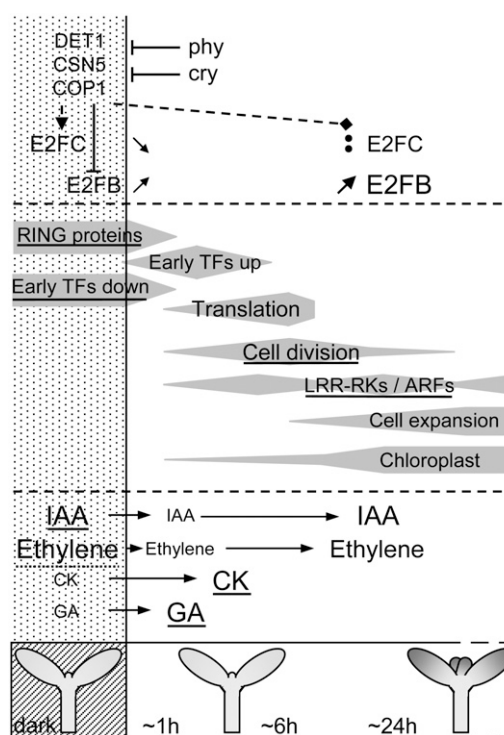 DET1
CSN5
COP1
phy
cry
E2FC
E2FC
E2FB
E2FB
RING proteins
Early TFs up
Early TFs down
Translation
Cell division
LRR-RKs / ARFs
Cell expansion
Chloroplast
IAA IAA IAA
Ethylene Ethylene Ethylene
CK CK
GA GA
dark ~1h ~6h ~24h